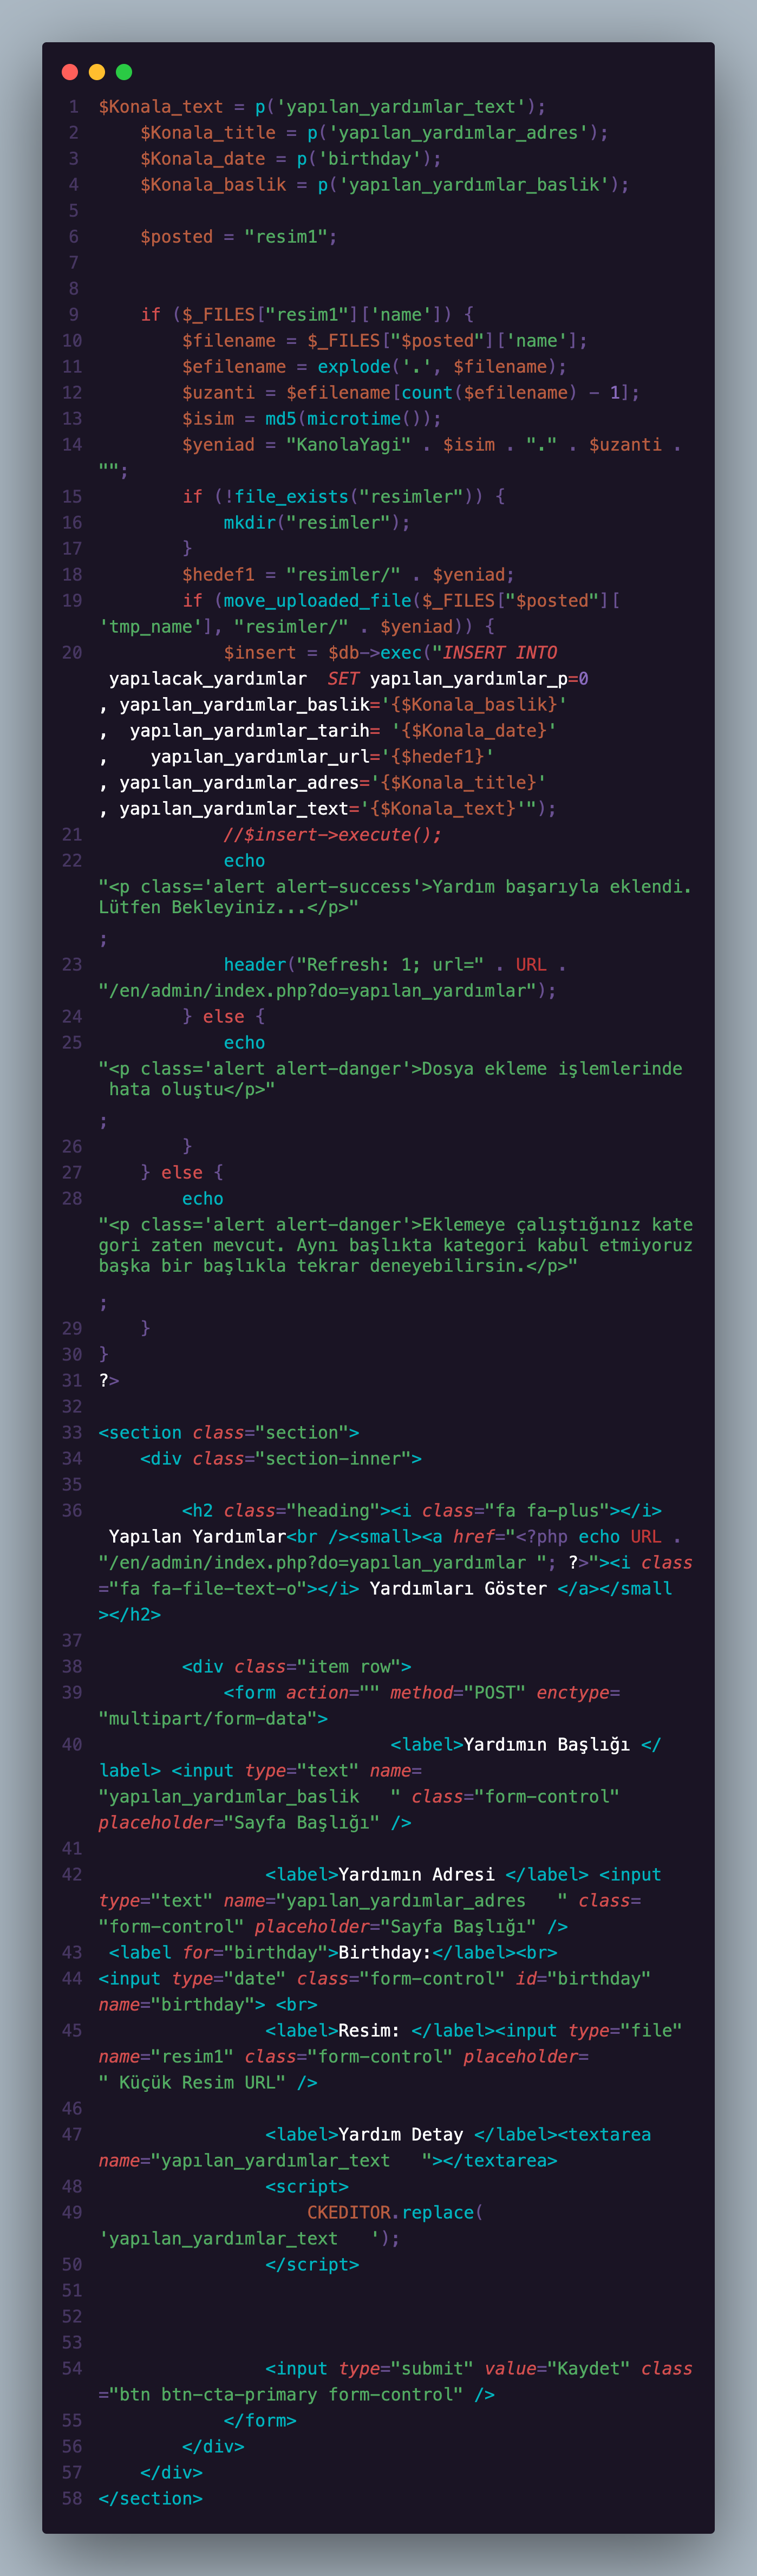 1 $Konala_text = p('yapılan_yardımlar_text');
2     $Konala_title = p('yapılan_yardımlar_adres');
3     $Konala_date = p('birthday');
4     $Konala_baslik = p('yapılan_yardımlar_baslik');
5
6     $posted = "resim1";
7
8
9     if ($_FILES["resim1"]['name']) {
10         $filename = $_FILES["$posted"]['name'];
11         $efilename = explode('.', $filename);
12         $uzanti = $efilename[count($efilename) - 1];
13         $isim = md5(microtime());
14         $yeniad = "KanolaYagi" . $isim . "." . $uzanti .
"";
15         if (!file_exists("resimler")) {
16             mkdir("resimler");
17         }
18         $hedef1 = "resimler/" . $yeniad;
19         if (move_uploaded_file($_FILES["$posted"][
'tmp_name'], "resimler/" . $yeniad)) {
20             $insert = $db->exec("INSERT INTO
 yapılacak_yardımlar  SET yapılan_yardımlar_p=0
, yapılan_yardımlar_baslik='{$Konala_baslik}'
,  yapılan_yardımlar_tarih= '{$Konala_date}'
,    yapılan_yardımlar_url='{$hedef1}'
, yapılan_yardımlar_adres='{$Konala_title}'
, yapılan_yardımlar_text='{$Konala_text}'");
21             //$insert->execute();
22             echo
"<p class='alert alert-success'>Yardım başarıyla eklendi.
Lütfen Bekleyiniz...</p>"
;
23             header("Refresh: 1; url=" . URL .
"/en/admin/index.php?do=yapılan_yardımlar");
24         } else {
25             echo
"<p class='alert alert-danger'>Dosya ekleme işlemlerinde
 hata oluştu</p>"
;
26         }
27     } else {
28         echo
"<p class='alert alert-danger'>Eklemeye çalıştığınız kate
gori zaten mevcut. Aynı başlıkta kategori kabul etmiyoruz
başka bir başlıkla tekrar deneyebilirsin.</p>"
;
29     }
30 }
31 ?>
32
33 <section class="section">
34     <div class="section-inner">
35
36         <h2 class="heading"><i class="fa fa-plus"></i>
 Yapılan Yardımlar<br /><small><a href="<?php echo URL .
"/en/admin/index.php?do=yapılan_yardımlar "; ?>"><i class
="fa fa-file-text-o"></i> Yardımları Göster </a></small
></h2>
37
38         <div class="item row">
39             <form action="" method="POST" enctype=
"multipart/form-data">
40                             <label>Yardımın Başlığı </
label> <input type="text" name=
"yapılan_yardımlar_baslik   " class="form-control"
placeholder="Sayfa Başlığı" />
41
42                 <label>Yardımın Adresi </label> <input
type="text" name="yapılan_yardımlar_adres   " class=
"form-control" placeholder="Sayfa Başlığı" />
43  <label for="birthday">Birthday:</label><br>
44 <input type="date" class="form-control" id="birthday"
name="birthday"> <br>
45                 <label>Resim: </label><input type="file"
name="resim1" class="form-control" placeholder=
" Küçük Resim URL" />
46
47                 <label>Yardım Detay </label><textarea
name="yapılan_yardımlar_text   "></textarea>
48                 <script>
49                     CKEDITOR.replace(
'yapılan_yardımlar_text   ');
50                 </script>
51
52
53
54                 <input type="submit" value="Kaydet" class
="btn btn-cta-primary form-control" />
55             </form>
56         </div>
57     </div>
58 </section>